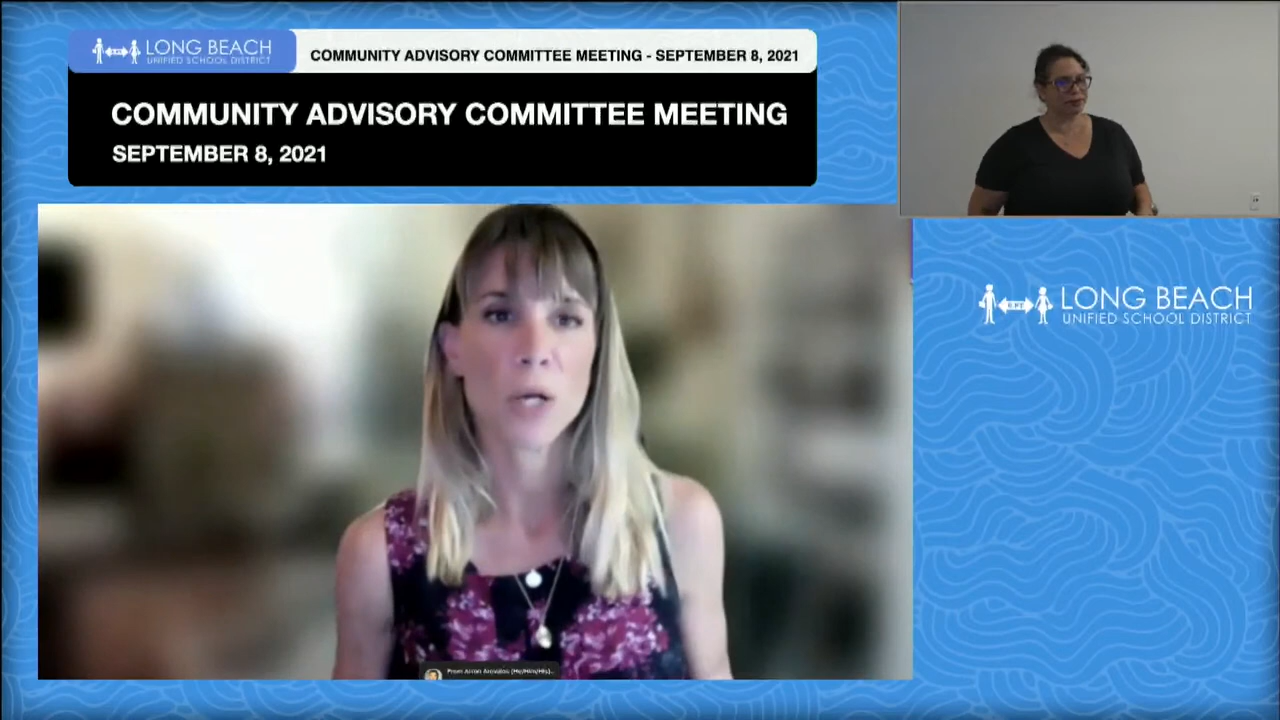 LONG BEACH
UNIFIED SCHOOL DISTRICT
COMMUNITY ADVISORY COMMITTEE MEETING - SEPTEMBER 8, 2021
COMMUNITY ADVISORY COMMITTEE MEETING
SEPTEMBER 8, 2021
LONG BEACH
UNIFIED SCHOOL DISTRICT